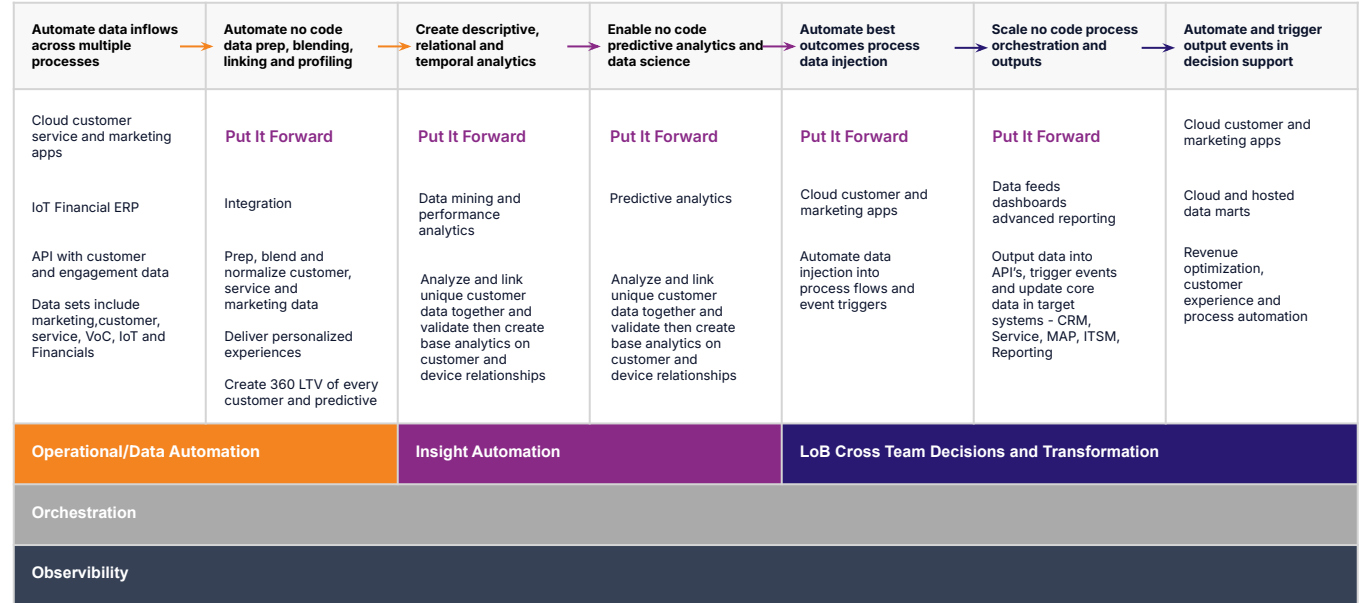 Automate data inflows
across multiple
processes
Automate no code
data prep, blending,
linking and profiling
Create descriptive,
relational and
temporal analytics
Enable no code
predictive analytics and
data science
Automate best
outcomes process
data injection
Scale no code process
orchestration and
outputs
Automate and trigger
output events in
decision support
Cloud customer
service and marketing
apps
IoT Financial ERP
API with customer
and engagement data
Data sets include
marketing,customer,
service, VoC, IoT and
Financials
Put It Forward
Integration
Prep, blend and
normalize customer,
service and
marketing data
Deliver personalized
experiences
Create 360 LTV of every
customer and predictive
Put It Forward
Data mining and
performance
analytics
Analyze and link
unique customer
data together and
validate then create
base analytics on
customer and
device relationships
Put It Forward
Predictive analytics
Analyze and link
unique customer
data together and
validate then create
base analytics on
customer and
device relationships
Put It Forward
Cloud customer and
marketing apps
Automate data
injection into
process flows and
event triggers
Put It Forward
Data feeds
dashboards
advanced reporting
Output data into
API's, trigger events
and update core
data in target
systems - CRM,
Service, MAP, ITSM,
Reporting
Cloud customer and
marketing apps
Cloud and hosted
data marts
Revenue
optimization,
customer
experience and
process automation
Operational/Data Automation
Insight Automation
LoB Cross Team Decisions and Transformation
Orchestration
Observibility